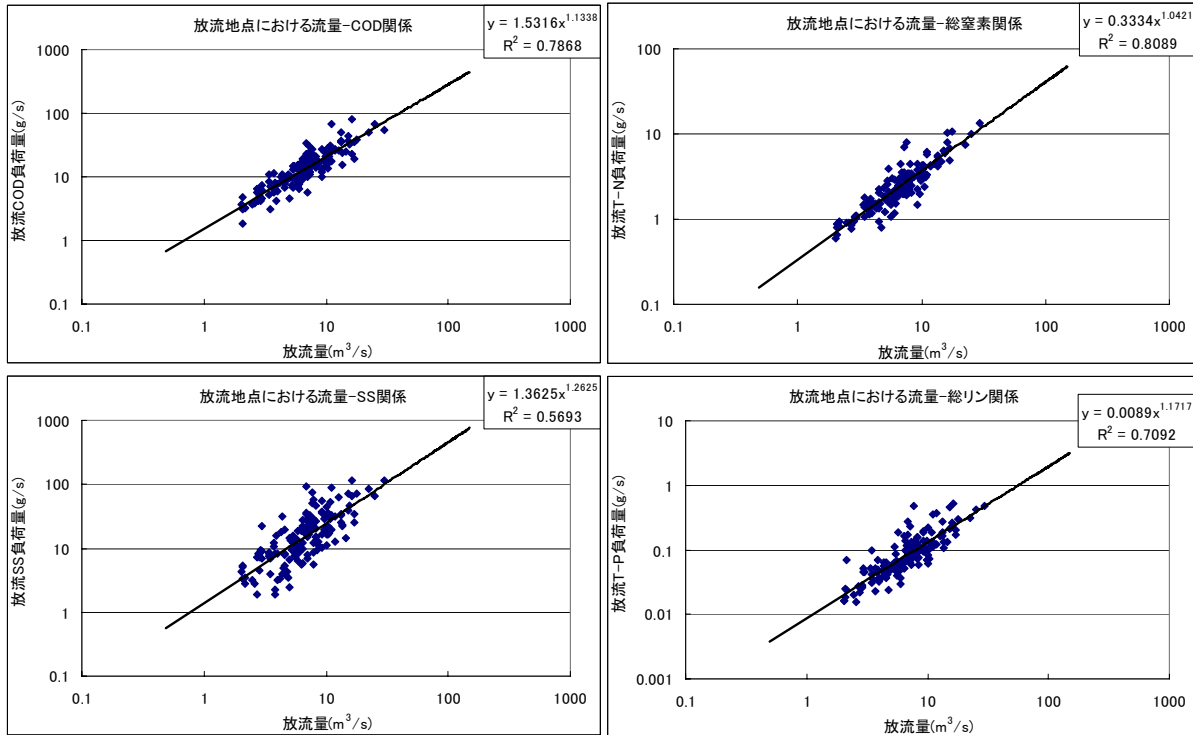 放流地点における流量-COD関係
y = 1.5316x^1.1338
R² = 0.7868
1000
100
10
1
0.1
0.1 1 10 100 1000
放流COD負荷量(g/s)
放流量(m³/s)
放流地点における流量-総窒素関係
y = 0.3334x^1.0421
R² = 0.8089
100
10
1
0.1
0.1 1 10 100 1000
放流T-N負荷量(g/s)
放流量(m³/s)
放流地点における流量-SS関係
y = 1.3625x^1.2625
R² = 0.5693
1000
100
10
1
0.1
0.1 1 10 100 1000
放流SS負荷量(g/s)
放流量(m³/s)
放流地点における流量-総リン関係
y = 0.0089x^1.1717
R² = 0.7092
10
1
0.1
0.01
0.001
0.1 1 10 100 1000
放流T-P負荷量(g/s)
放流量(m³/s)